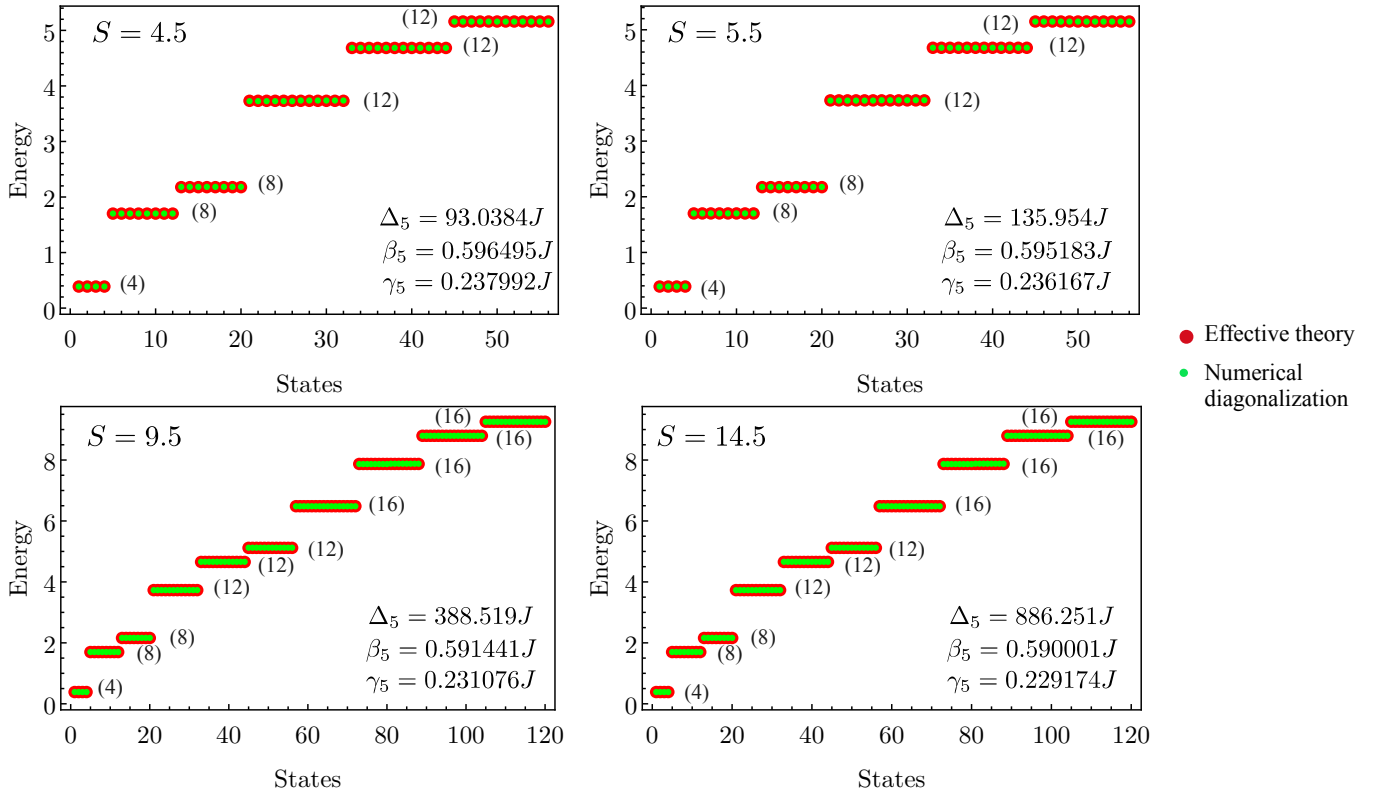 S = 4.5
(12)
(12)
(12)
(8)
(8)
(4)
Δ₅ = 93.0384J
β₅ = 0.596495J
γ₅ = 0.237992J
Energy
0
1
2
3
4
5
0 10 20 30 40 50
States
S = 5.5
(12)
(12)
(12)
(8)
(8)
(4)
Δ₅ = 135.954J
β₅ = 0.595183J
γ₅ = 0.236167J
Energy
0
1
2
3
4
5
0 10 20 30 40 50
States
Effective theory
Numerical
diagonalization
S = 9.5
(16)
(16)
(16)
(16)
(12)
(12)
(12)
(8)
(8)
(4)
Δ₅ = 388.519J
β₅ = 0.591441J
γ₅ = 0.231076J
Energy
0
2
4
6
8
0 20 40 60 80 100 120
States
S = 14.5
(16)
(16)
(16)
(16)
(12)
(12)
(12)
(8)
(8)
(4)
Δ₅ = 886.251J
β₅ = 0.590001J
γ₅ = 0.229174J
Energy
0
2
4
6
8
0 20 40 60 80 100 120
States